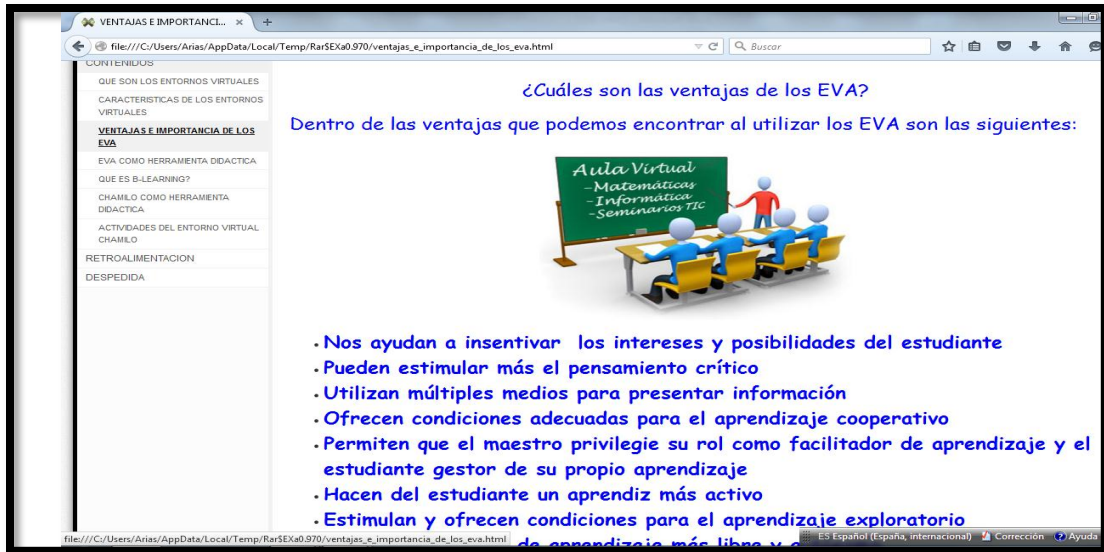 VENTAJAS E IMPORTANCI...
file:///C:/Users/Arias/AppData/Local/Temp/Rar$EXa0.970/ventajas_e_importancia_de_los_eva.html
Buscar
CONTENIDOS
QUE SON LOS ENTORNOS VIRTUALES
CARACTERISTICAS DE LOS ENTORNOS
VIRTUALES
VENTAJAS E IMPORTANCIA DE LOS
EVA
EVA COMO HERRAMIENTA DIDACTICA
QUE ES B-LEARNING?
CHAMILO COMO HERRAMIENTA
DIDACTICA
ACTIVIDADES DEL ENTORNO VIRTUAL
CHAMILO
RETROALIMENTACION
DESPEDIDA
¿Cuáles son las ventajas de los EVA?
Dentro de las ventajas que podemos encontrar al utilizar los EVA son las siguientes:
Aula Virtual
-Matemáticas
-Informática
-Seminarios TIC
• Nos ayudan a insentivar los intereses y posibilidades del estudiante
• Pueden estimular más el pensamiento crítico
• Utilizan múltiples medios para presentar información
• Ofrecen condiciones adecuadas para el aprendizaje cooperativo
• Permiten que el maestro privilegie su rol como facilitador de aprendizaje y el
estudiante gestor de su propio aprendizaje
• Hacen del estudiante un aprendiz más activo
• Estimulan y ofrecen condiciones para el aprendizaje exploratorio
de aprendizaje más libre y
file:///C:/Users/Arias/AppData/Local/Temp/Rar$EXa0.970/ventajas_e_importancia_de_los_eva.html
ES Español (España, internacional) Corrección Ayuda